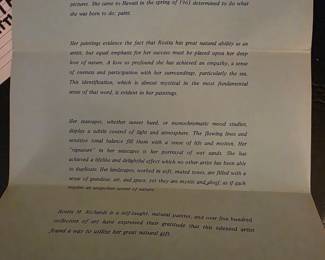 pictures. She came to Hawaii in the spring of 1961 determined to do what
she was born to do: paint.
Her paintings evidence the fact that Rosita has great natural ability as an
artist, but equal emphasis for her success must be placed upon her deep
love of nature. A love so profound she has achieved an empathy, a sense
of oneness and participation with her surroundings, particularly the sea.
This identification, which is almost mystical in the most fundamental
sense of that word, is evident in her paintings.
Her seascapes, whether sunset hued, or monochromatic mood studies,
display a subtle control of light and atmosphere. The flowing lines and
sensitive tonal balance fill them with a sense of life and motion. Her
"signature" in her seascapes is her portrayal of wet sands. She has
achieved a lifelike and delightful effect which no other artist has been able
to duplicate. Her landscapes, worked in soft, muted tones, are filled with a
sense of grandeur, air, and space, yet they are mystic and aloof, as if each
Rosita M. Richards is a self-taught, natural painter, and over five hundred
collectors of art have expressed their gratitude that this talented artist
found a way to utilize her great natural gift.